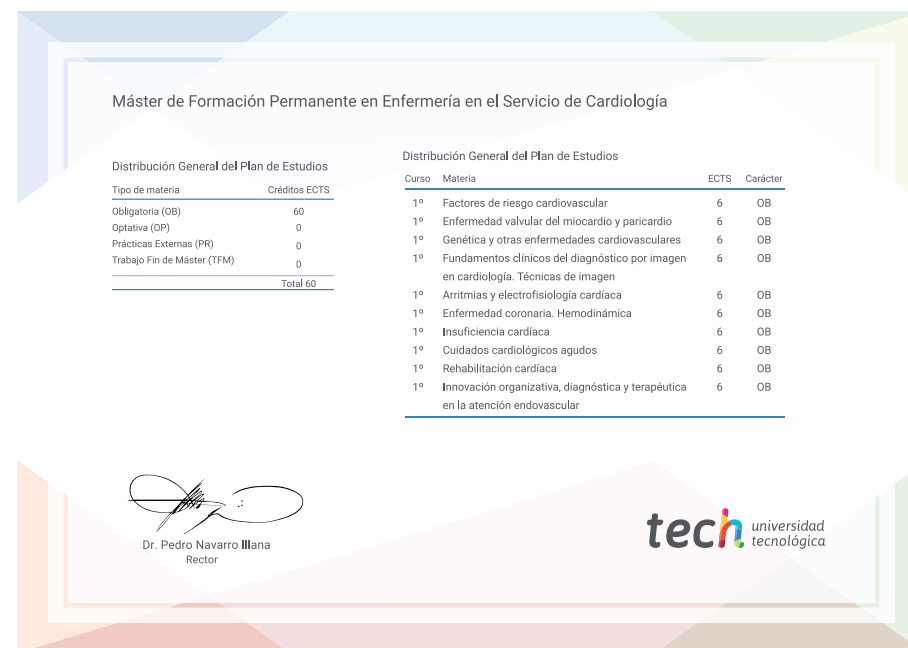 Máster de Formación Permanente en Enfermería en el Servicio de Cardiología
Distribución General del Plan de Estudios
Tipo de materia Créditos ECTS
Obligatoria (OB) 60
Optativa (OP) 0
Prácticas Externas (PR) 0
Trabajo Fin de Máster (TFM) 0
Total 60
Distribución General del Plan de Estudios
Curso Materia ECTS Carácter
1º Factores de riesgo cardiovascular 6 OB
1º Enfermedad valvular del miocardio y paricardio 6 OB
1º Genética y otras enfermedades cardiovasculares 6 OB
1º Fundamentos clínicos del diagnóstico por imagen 6 OB
en cardiología. Técnicas de imagen
1º Arritmias y electrofisiología cardíaca 6 OB
1º Enfermedad coronaria. Hemodinámica 6 OB
1º Insuficiencia cardíaca 6 OB
1º Cuidados cardiológicos agudos 6 OB
1º Rehabilitación cardíaca 6 OB
1º Innovación organizativa, diagnóstica y terapéutica 6 OB
en la atención endovascular
Dr. Pedro Navarro Illana
Rector
tech universidad
tecnológica